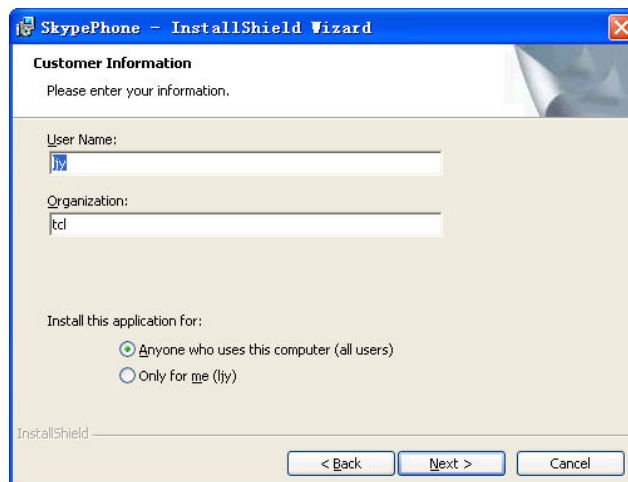 SkypePhone - InstallShield Wizard
Customer Information
Please enter your information.
User Name:
ljy
Organization:
tcl
Install this application for:
Anyone who uses this computer (all users)
Only for me (ljy)
InstallShield
< Back
Next >
Cancel